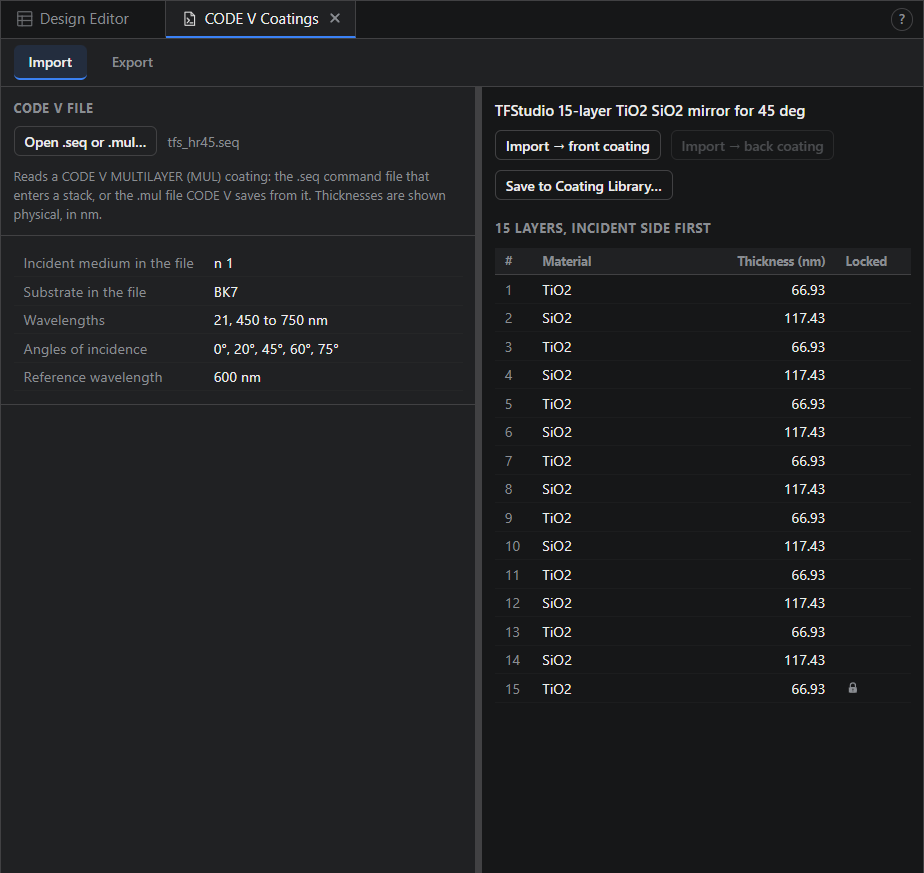 Design Editor
CODE V Coatings
?
Import
Export
CODE V FILE
Open .seq or .mul...
tfs_hr45.seq
Reads a CODE V MULTILAYER (MUL) coating: the .seq command file that
enters a stack, or the .mul file CODE V saves from it. Thicknesses are shown
physical, in nm.
Incident medium in the file n 1
Substrate in the file BK7
Wavelengths 21, 450 to 750 nm
Angles of incidence 0°, 20°, 45°, 60°, 75°
Reference wavelength 600 nm
TFStudio 15-layer TiO2 SiO2 mirror for 45 deg
Import → front coating
Import → back coating
Save to Coating Library...
15 LAYERS, INCIDENT SIDE FIRST
# Material Thickness (nm) Locked
1 TiO2 66.93
2 SiO2 117.43
3 TiO2 66.93
4 SiO2 117.43
5 TiO2 66.93
6 SiO2 117.43
7 TiO2 66.93
8 SiO2 117.43
9 TiO2 66.93
10 SiO2 117.43
11 TiO2 66.93
12 SiO2 117.43
13 TiO2 66.93
14 SiO2 117.43
15 TiO2 66.93